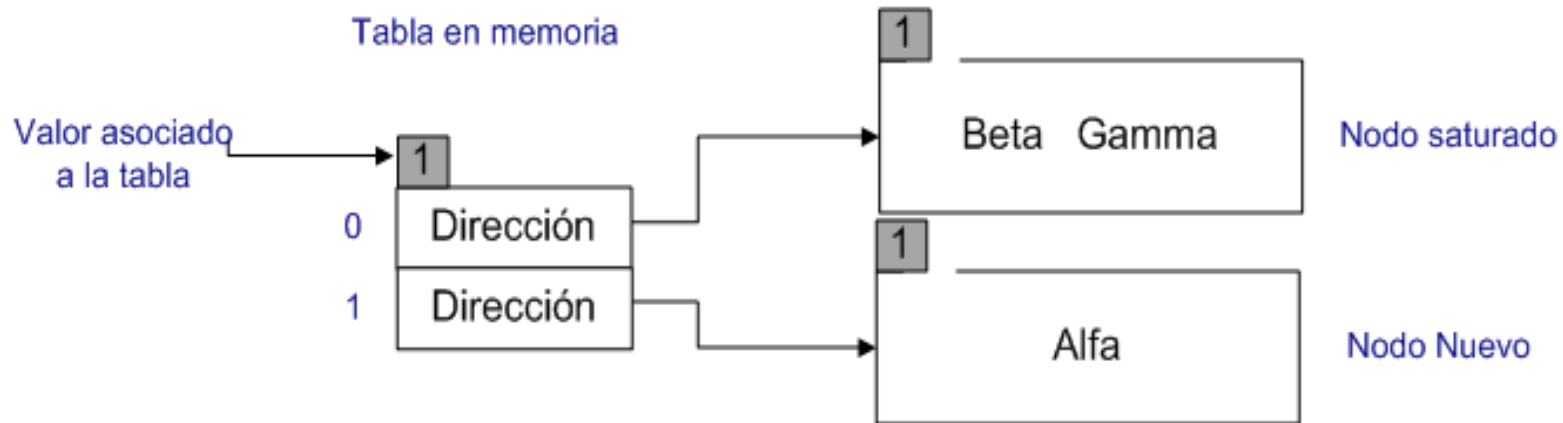 Tabla en memoria
Valor asociado
a la tabla
1
0 Dirección
1 Dirección
1
Beta Gamma
Nodo saturado
1
Alfa
Nodo Nuevo